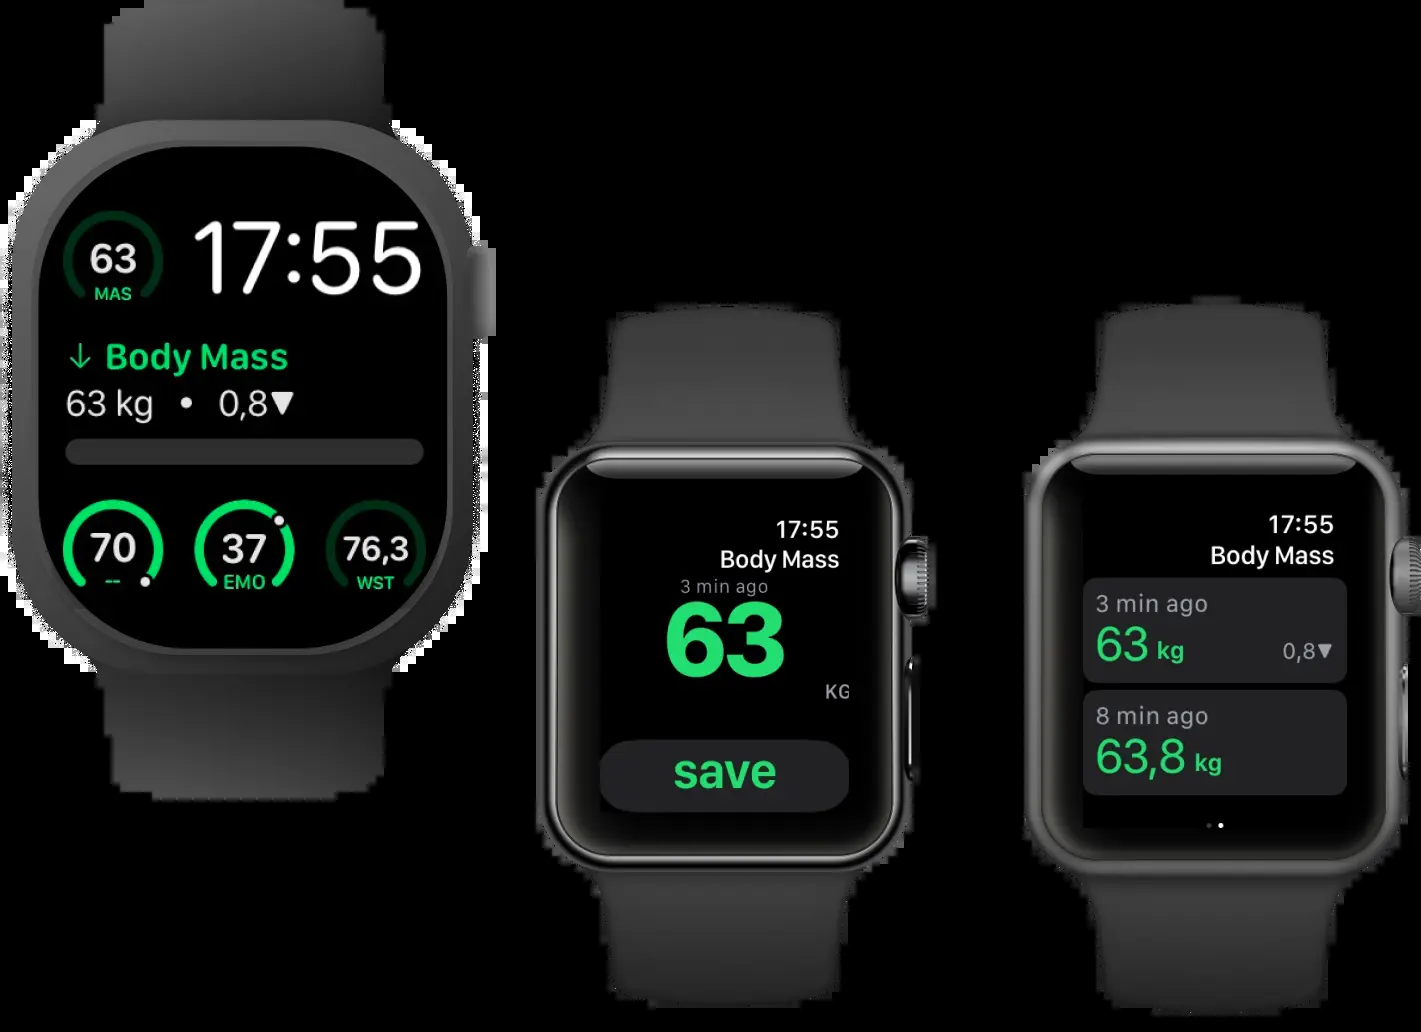 63
MAS
17:55
↓ Body Mass
63 kg • 0,8▼
70
--
37
EMO
76,3
WST
17:55
Body Mass
3 min ago
63
KG
save
17:55
Body Mass
3 min ago
63 kg
0,8▼
8 min ago
63,8 kg